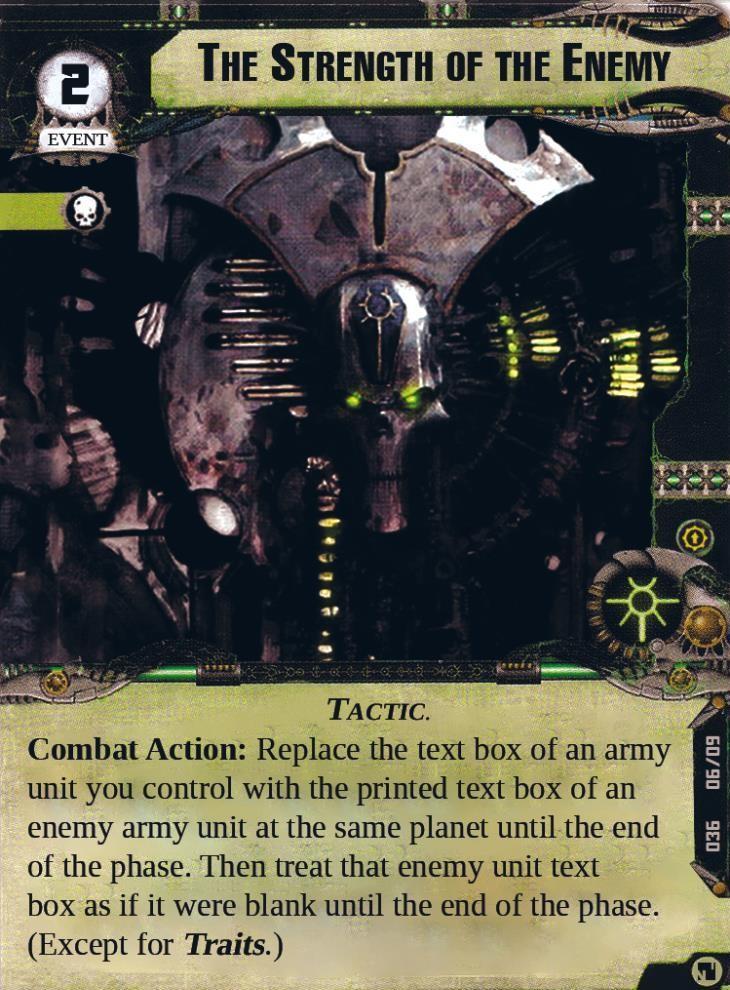 2
THE STRENGTH OF THE ENEMY
EVENT
TACTIC.
Combat Action: Replace the text box of an army
unit you control with the printed text box of an
enemy army unit at the same planet until the end
of the phase. Then treat that enemy unit text
box as if it were blank until the end of the phase.
(Except for Traits.)
036 06/09